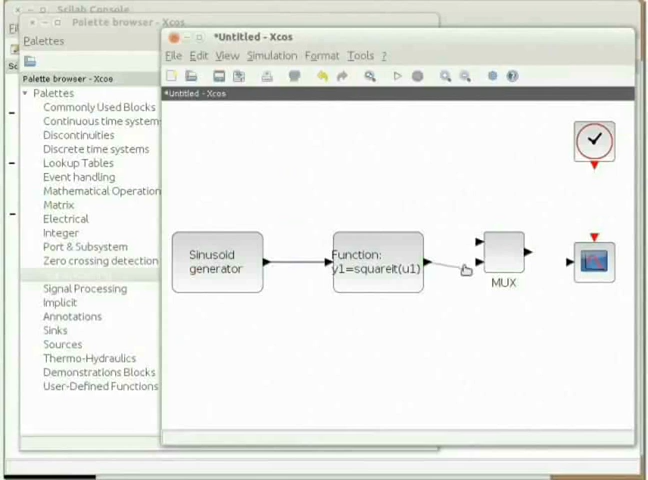 Scilab Console
Palette browser - Xcos
Palettes
Palette browser - Xcos
Palettes
Commonly Used Blocks
Continuous time systems
Discontinuities
Discrete time systems
Lookup Tables
Event handling
Mathematical Operation
Matrix
Electrical
Integer
Port & Subsystem
Zero crossing detection
Signal Processing
Implicit
Annotations
Sinks
Sources
Thermo-Hydraulics
Demonstrations Blocks
User-Defined Functions
*Untitled - Xcos
File Edit View Simulation Format Tools ?
*Untitled - Xcos
Sinusoid
generator
Function:
y1=squareit(u1)
MUX